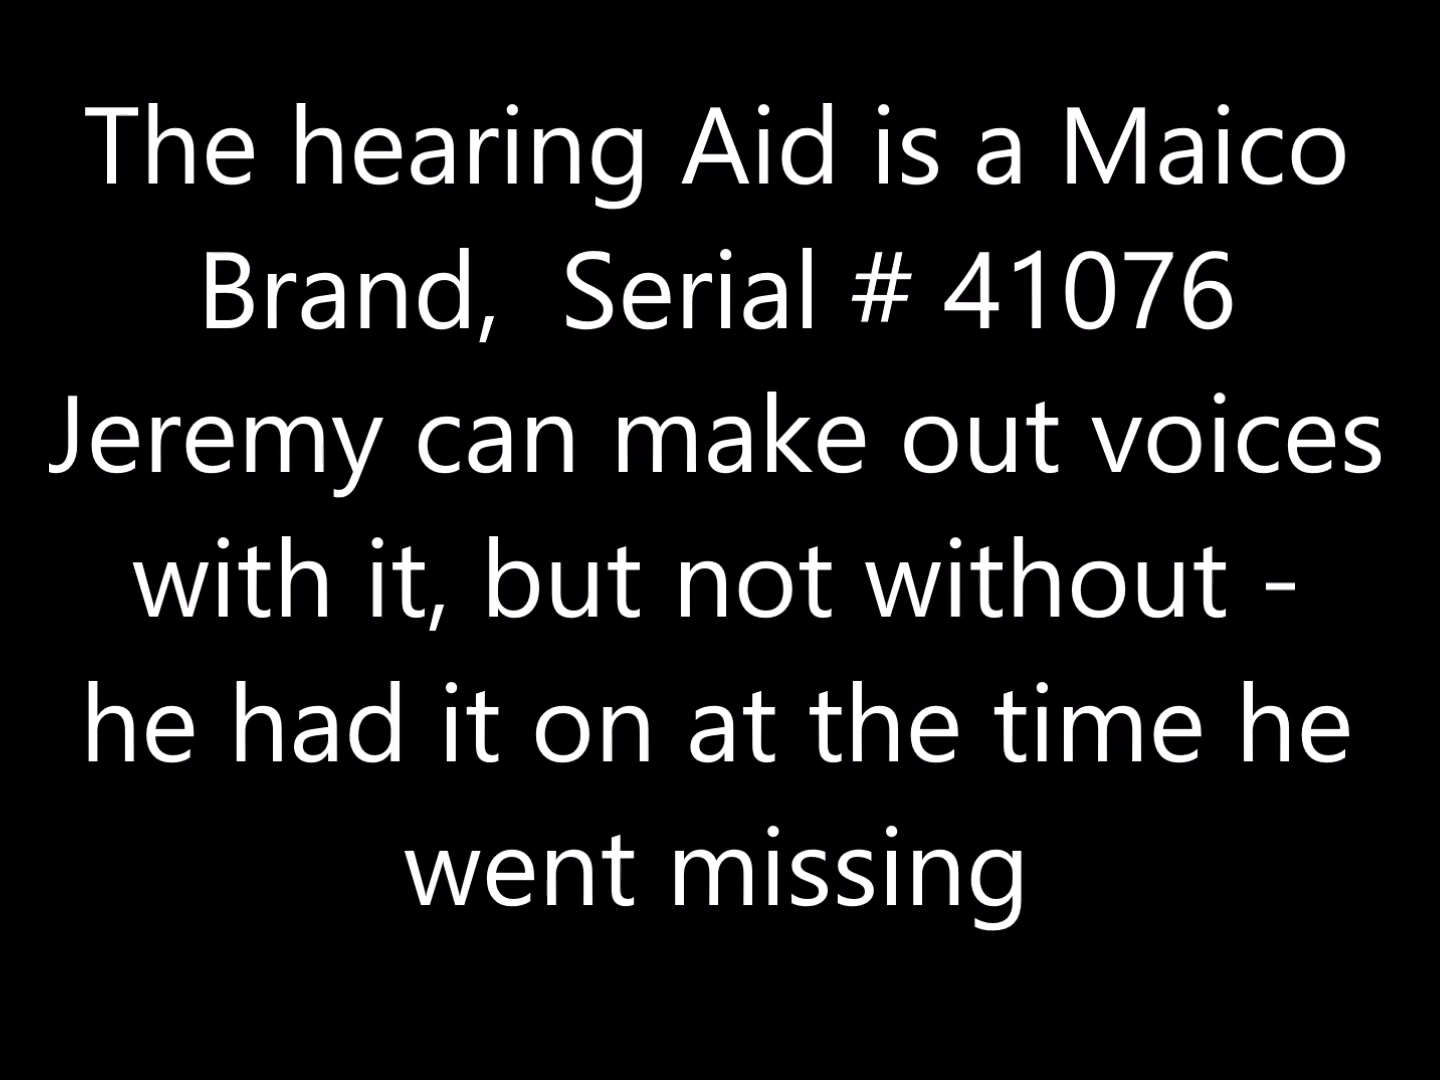 The hearing Aid is a Maico
Brand,  Serial # 41076
Jeremy can make out voices
with it, but not without -
he had it on at the time he
went missing